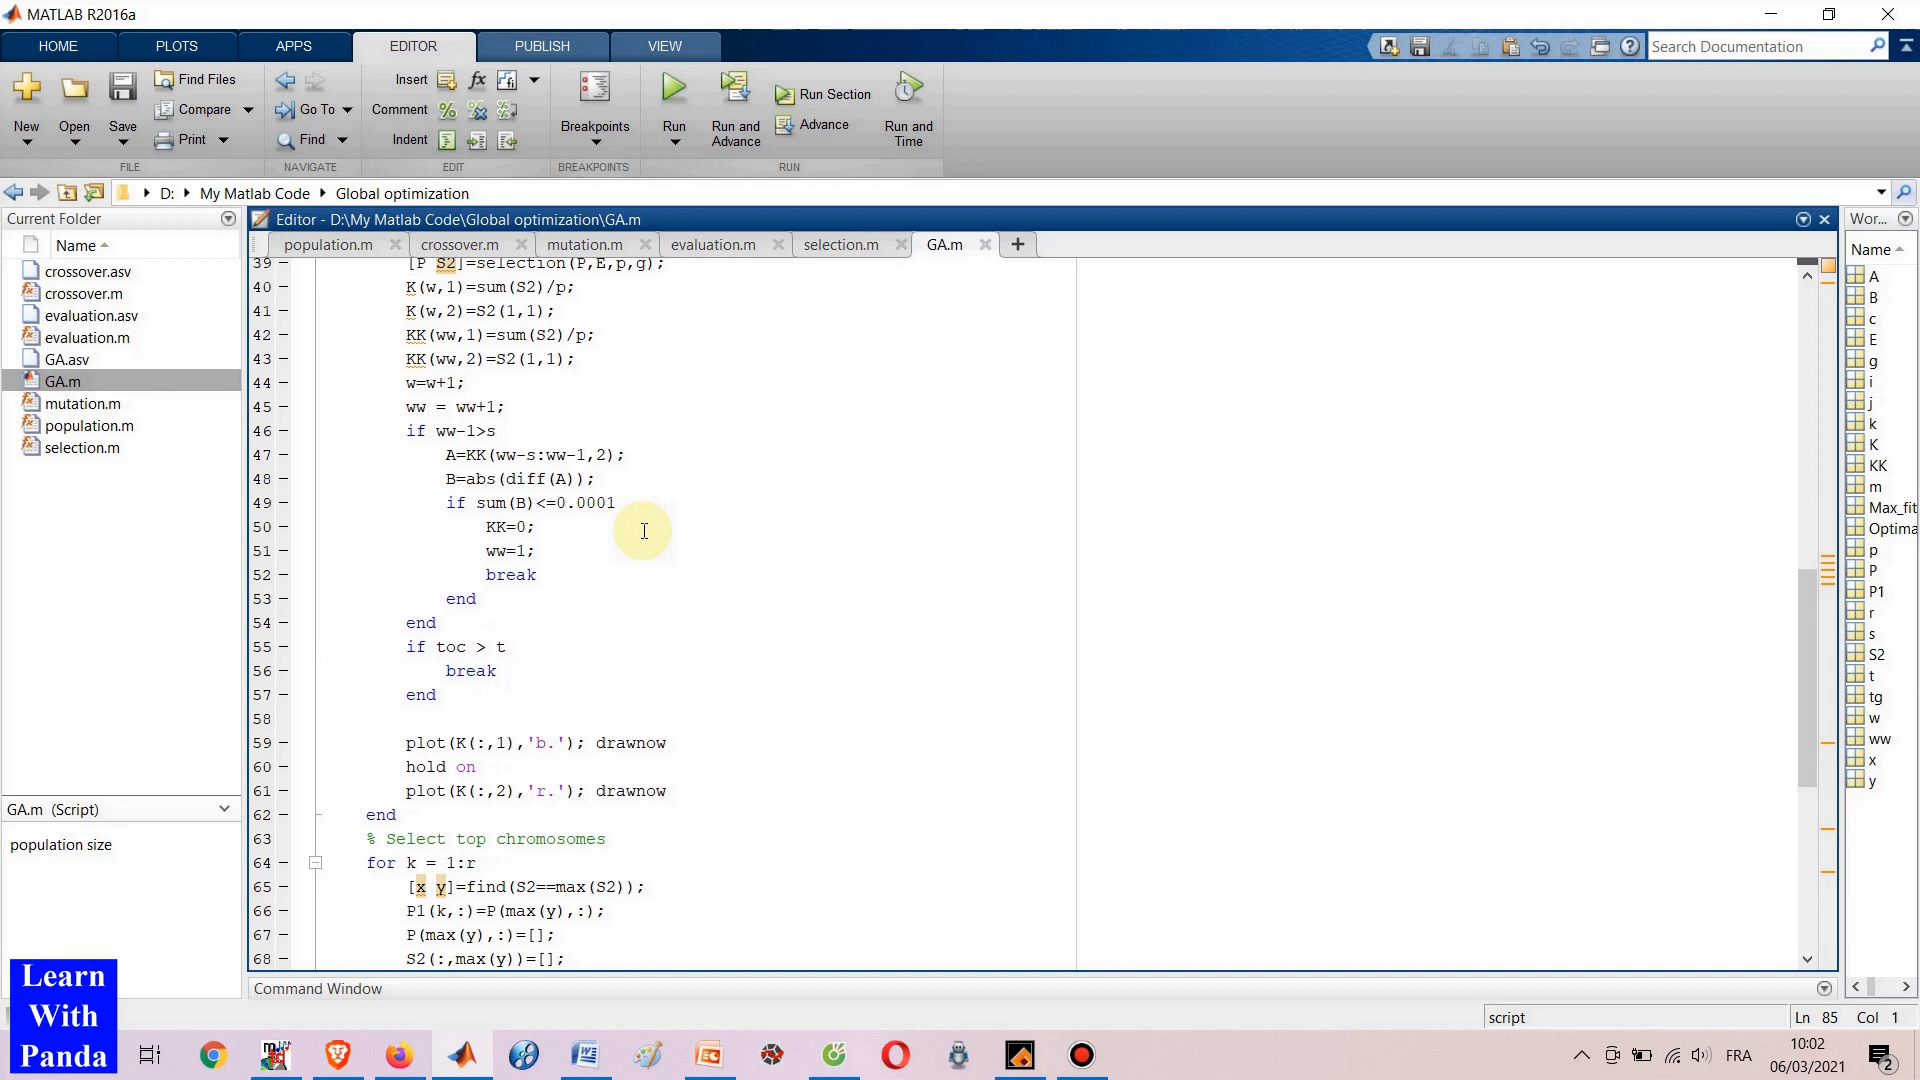 MATLAB R2016a
HOME PLOTS APPS EDITOR PUBLISH VIEW
Search Documentation
New Open Save
Find Files
Compare
Print
Go To
Find
Insert
Comment
Indent
Breakpoints
Run
Run and Advance
Run Section
Advance
Run and Time
FILE NAVIGATE EDIT BREAKPOINTS RUN
D: My Matlab Code Global optimization
Current Folder
Name
crossover.asv
crossover.m
evaluation.asv
evaluation.m
GA.asv
GA.m
mutation.m
population.m
selection.m
GA.m (Script)
population size
Learn
With
Panda
Editor - D:\My Matlab Code\Global optimization\GA.m
population.m crossover.m mutation.m evaluation.m selection.m GA.m
39 [P S2]=selection(P,E,p,g);
40 K(w,1)=sum(S2)/p;
41 K(w,2)=S2(1,1);
42 KK(ww,1)=sum(S2)/p;
43 KK(ww,2)=S2(1,1);
44 w=w+1;
45 ww = ww+1;
46 if ww-1>s
47 A=KK(ww-s:ww-1,2);
48 B=abs(diff(A));
49 if sum(B)<=0.0001
50 KK=0;
51 ww=1;
52 break
53 end
54 end
55 if toc > t
56 break
57 end
58
59 plot(K(:,1),'b.'); drawnow
60 hold on
61 plot(K(:,2),'r.'); drawnow
62 end
63 % Select top chromosomes
64 for k = 1:r
65 [x y]=find(S2==max(S2));
66 P1(k,:)=P(max(y),:);
67 P(max(y),:)=[];
68 S2(:,max(y))=[];
Command Window
Wor...
Name
A
B
c
E
g
i
j
k
K
KK
m
Max_fit
Optima
p
P
P1
r
s
S2
t
tg
w
ww
x
y
script
Ln 85 Col 1
FRA
10:02
06/03/2021
2